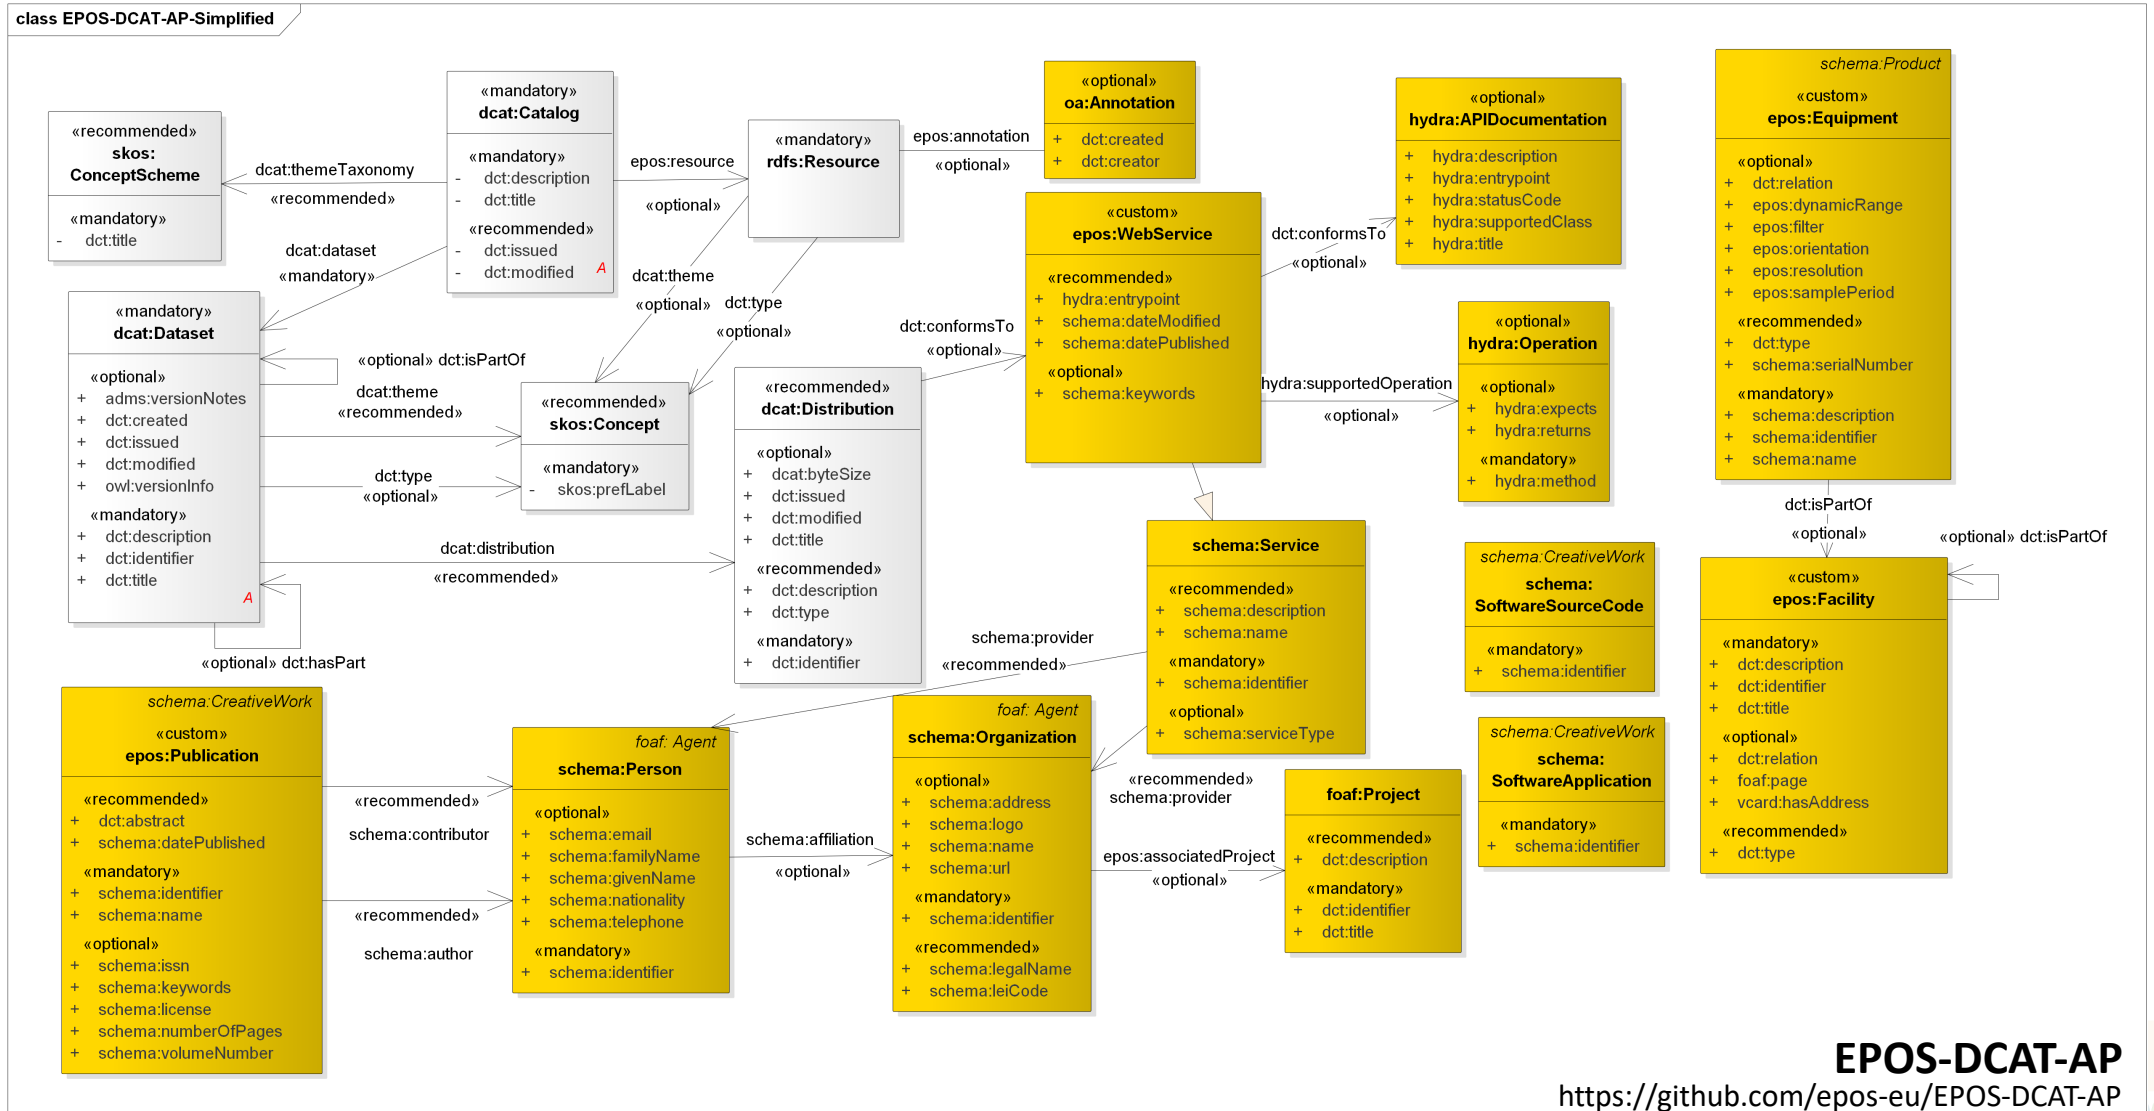 class EPOS-DCAT-AP-Simplified
«recommended»
skos:
ConceptScheme
«mandatory»
- dct:title
dcat:themeTaxonomy
«recommended»
«mandatory»
dcat:Catalog
«mandatory»
- dct:description
- dct:title
«recommended»
- dct:issued
- dct:modified
A
epos:resource
«optional»
«mandatory»
rdfs:Resource
epos:annotation
«optional»
«optional»
oa:Annotation
+ dct:created
+ dct:creator
dcat:dataset
«mandatory»
dcat:theme
«optional»
dct:type
«optional»
«mandatory»
dcat:Dataset
«optional»
+ adms:versionNotes
+ dct:created
+ dct:issued
+ dct:modified
+ owl:versionInfo
«mandatory»
+ dct:description
+ dct:identifier
+ dct:title
A
«optional» dct:isPartOf
dcat:theme
«recommended»
dct:type
«optional»
dcat:distribution
«recommended»
«optional» dct:hasPart
«recommended»
skos:Concept
«mandatory»
- skos:prefLabel
«recommended»
dcat:Distribution
«optional»
+ dcat:byteSize
+ dct:issued
+ dct:modified
+ dct:title
«recommended»
+ dct:description
+ dct:type
«mandatory»
+ dct:identifier
dct:conformsTo
«optional»
«custom»
epos:WebService
«recommended»
+ hydra:entrypoint
+ schema:dateModified
+ schema:datePublished
«optional»
+ schema:keywords
dct:conformsTo
«optional»
«optional»
hydra:APIDocumentation
+ hydra:description
+ hydra:entrypoint
+ hydra:statusCode
+ hydra:supportedClass
+ hydra:title
hydra:supportedOperation
«optional»
«optional»
hydra:Operation
«optional»
+ hydra:expects
+ hydra:returns
«mandatory»
+ hydra:method
schema:Product
«custom»
epos:Equipment
«optional»
+ dct:relation
+ epos:dynamicRange
+ epos:filter
+ epos:orientation
+ epos:resolution
+ epos:samplePeriod
«recommended»
+ dct:type
+ schema:serialNumber
«mandatory»
+ schema:description
+ schema:identifier
+ schema:name
dct:isPartOf
«optional»
«optional» dct:isPartOf
«custom»
epos:Facility
«mandatory»
+ dct:description
+ dct:identifier
+ dct:title
«optional»
+ dct:relation
+ foaf:page
+ vcard:hasAddress
«recommended»
+ dct:type
schema:Service
«recommended»
+ schema:description
+ schema:name
«mandatory»
+ schema:identifier
«optional»
+ schema:serviceType
schema:provider
«recommended»
«recommended»
schema:provider
schema:CreativeWork
schema:
SoftwareSourceCode
«mandatory»
+ schema:identifier
schema:CreativeWork
schema:
SoftwareApplication
«mandatory»
+ schema:identifier
schema:CreativeWork
«custom»
epos:Publication
«recommended»
+ dct:abstract
+ schema:datePublished
«mandatory»
+ schema:identifier
+ schema:name
«optional»
+ schema:issn
+ schema:keywords
+ schema:license
+ schema:numberOfPages
+ schema:volumeNumber
«recommended»
schema:contributor
«recommended»
schema:author
foaf: Agent
schema:Person
«optional»
+ schema:email
+ schema:familyName
+ schema:givenName
+ schema:nationality
+ schema:telephone
«mandatory»
+ schema:identifier
schema:affiliation
«optional»
foaf: Agent
schema:Organization
«optional»
+ schema:address
+ schema:logo
+ schema:name
+ schema:url
«mandatory»
+ schema:identifier
«recommended»
+ schema:legalName
+ schema:leiCode
epos:associatedProject
«optional»
foaf:Project
«recommended»
+ dct:description
«mandatory»
+ dct:identifier
+ dct:title
EPOS-DCAT-AP
https://github.com/epos-eu/EPOS-DCAT-AP